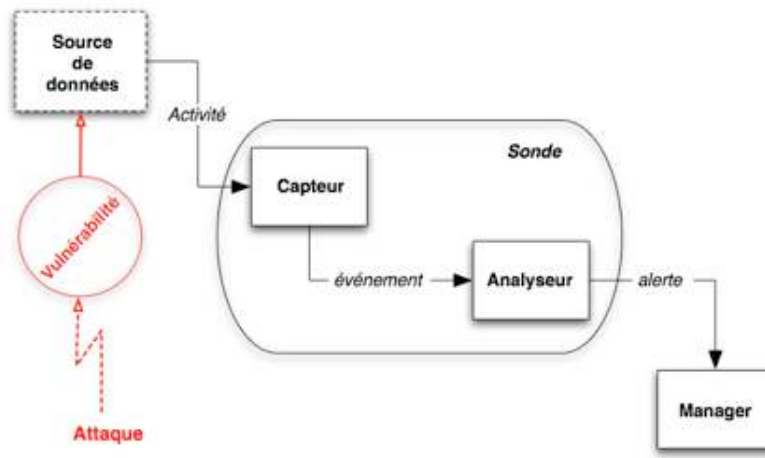 Source
de
données
Activité
Sonde
Capteur
Vulnérabilité
événement
Analyseur
alerte
Manager
Attaque